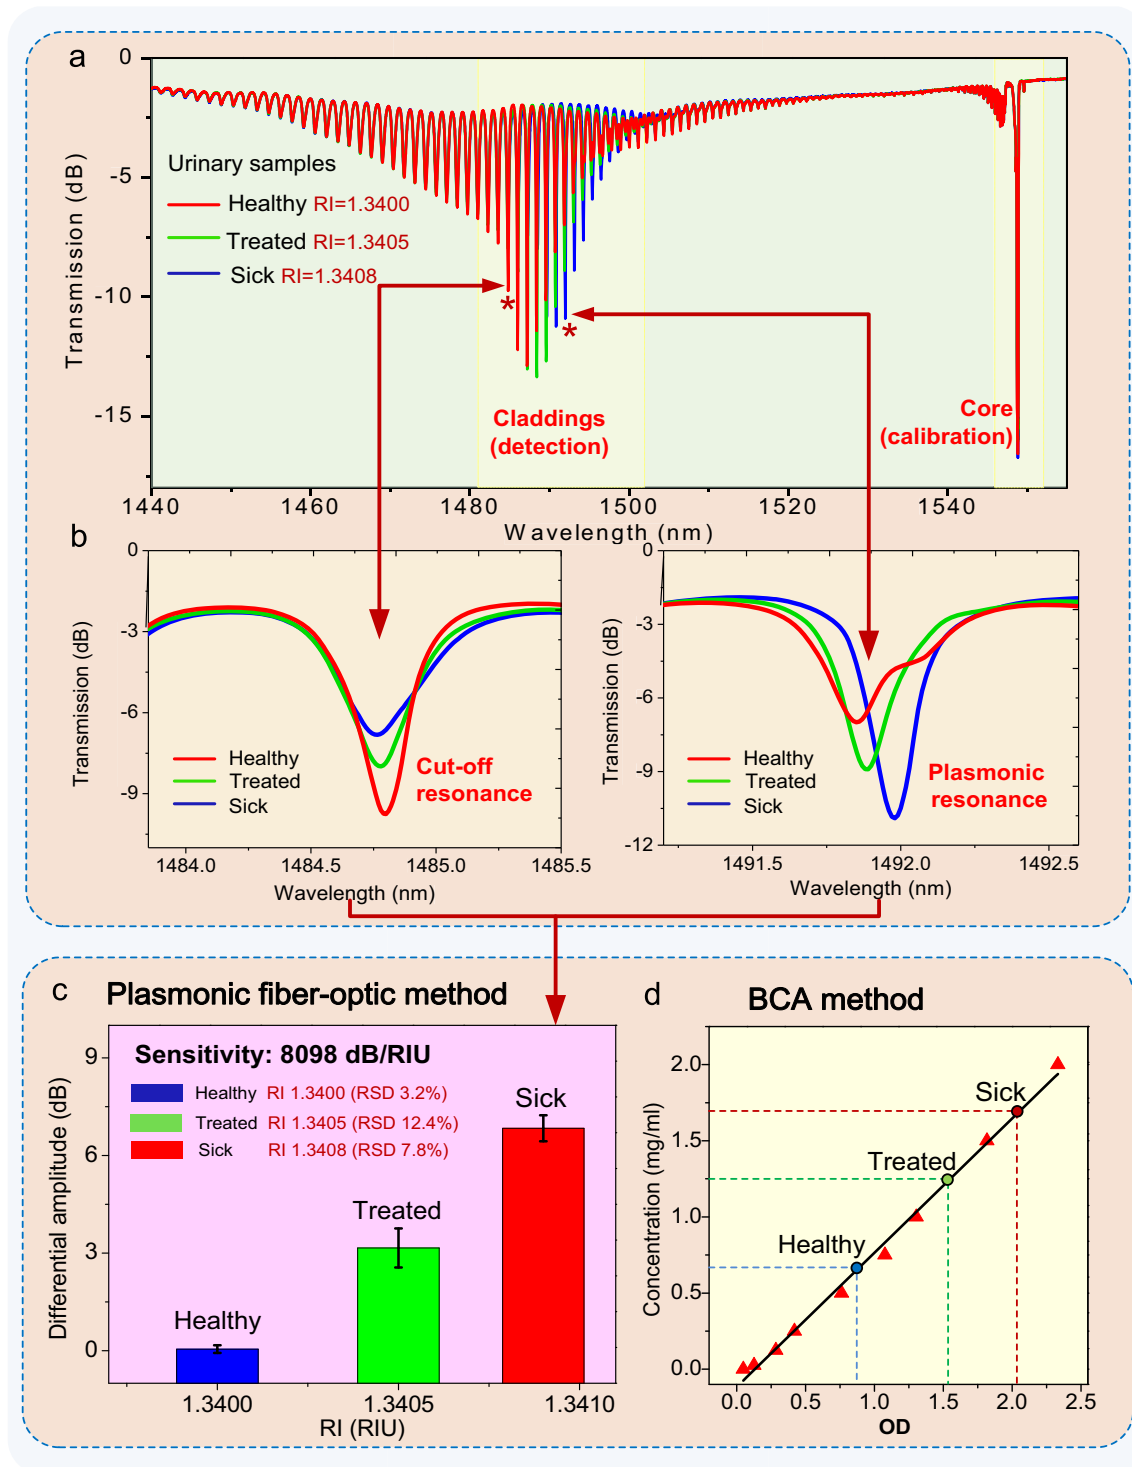 a
0
-5
-10
-15
Transmission (dB)
Urinary samples
Healthy RI=1.3400
Treated RI=1.3405
Sick RI=1.3408
*
*
Claddings
(detection)
Core
(calibration)
1440 1460 1480 1500 1520 1540
Wavelength (nm)
b
0
-3
-6
-9
Transmission (dB)
Healthy
Treated
Sick
Cut-off
resonance
1484.0 1484.5 1485.0 1485.5
Wavelength (nm)
0
-3
-6
-9
-12
Transmission (dB)
Healthy
Treated
Sick
Plasmonic
resonance
1491.5 1492.0 1492.5
Wavelength (nm)
c Plasmonic fiber-optic method
9
6
3
0
Differential amplitude (dB)
Sensitivity: 8098 dB/RIU
Healthy RI 1.3400 (RSD 3.2%)
Treated RI 1.3405 (RSD 12.4%)
Sick RI 1.3408 (RSD 7.8%)
Sick
Treated
Healthy
1.3400 1.3405 1.3410
RI (RIU)
d BCA method
2.0
1.5
1.0
0.5
0.0
Concentration (mg/ml)
Sick
Treated
Healthy
0.0 0.5 1.0 1.5 2.0 2.5
OD